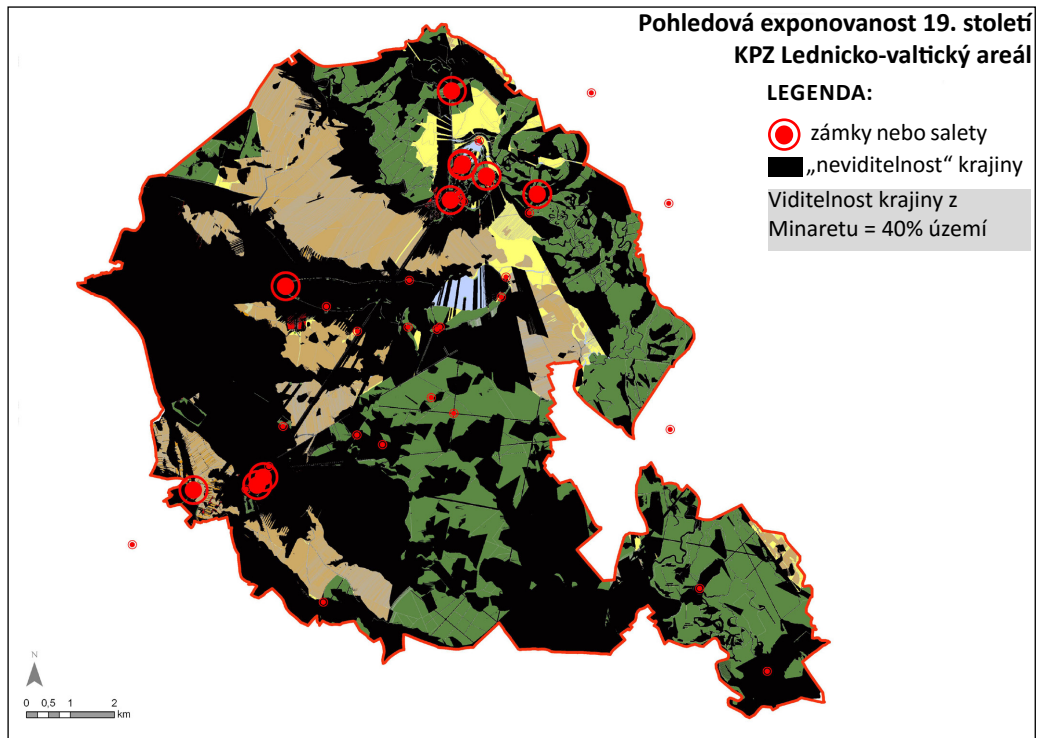 Pohledová exponovanost 19. století
KPZ Lednicko-valtický areál
LEGENDA:
zámky nebo salety
„neviditelnost“ krajiny
Viditelnost krajiny z
Minaretu = 40% území
N
0 0,5 1 2
km